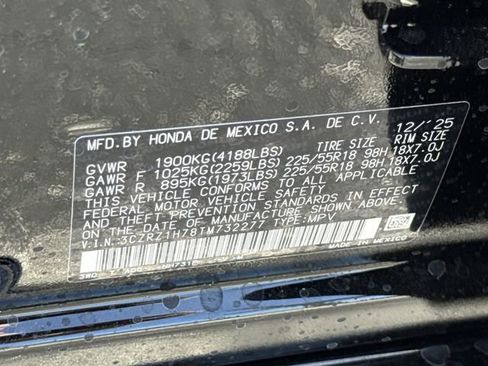 MFD.BY HONDA DE MEXICO S.A. DE C.V. 12/'25
GVWR 1900KG(4188LBS) TIRE SIZE RIM SIZE
GAWR F 1025KG(2259LBS) 225/55R18 98H 18X7.0J
GAWR R 895KG(1973LBS) 225/55R18 98H 18X7.0J
THIS VEHICLE CONFORMS TO ALL APPLICABLE
FEDERAL MOTOR VEHICLE SAFETY,
AND THEFT PREVENTION STANDARDS IN EFFECT
ON THE DATE OF MANUFACTURE SHOWN ABOVE.
V.I.N. TYPE:MPV
MADE IN MEXICO
3WO